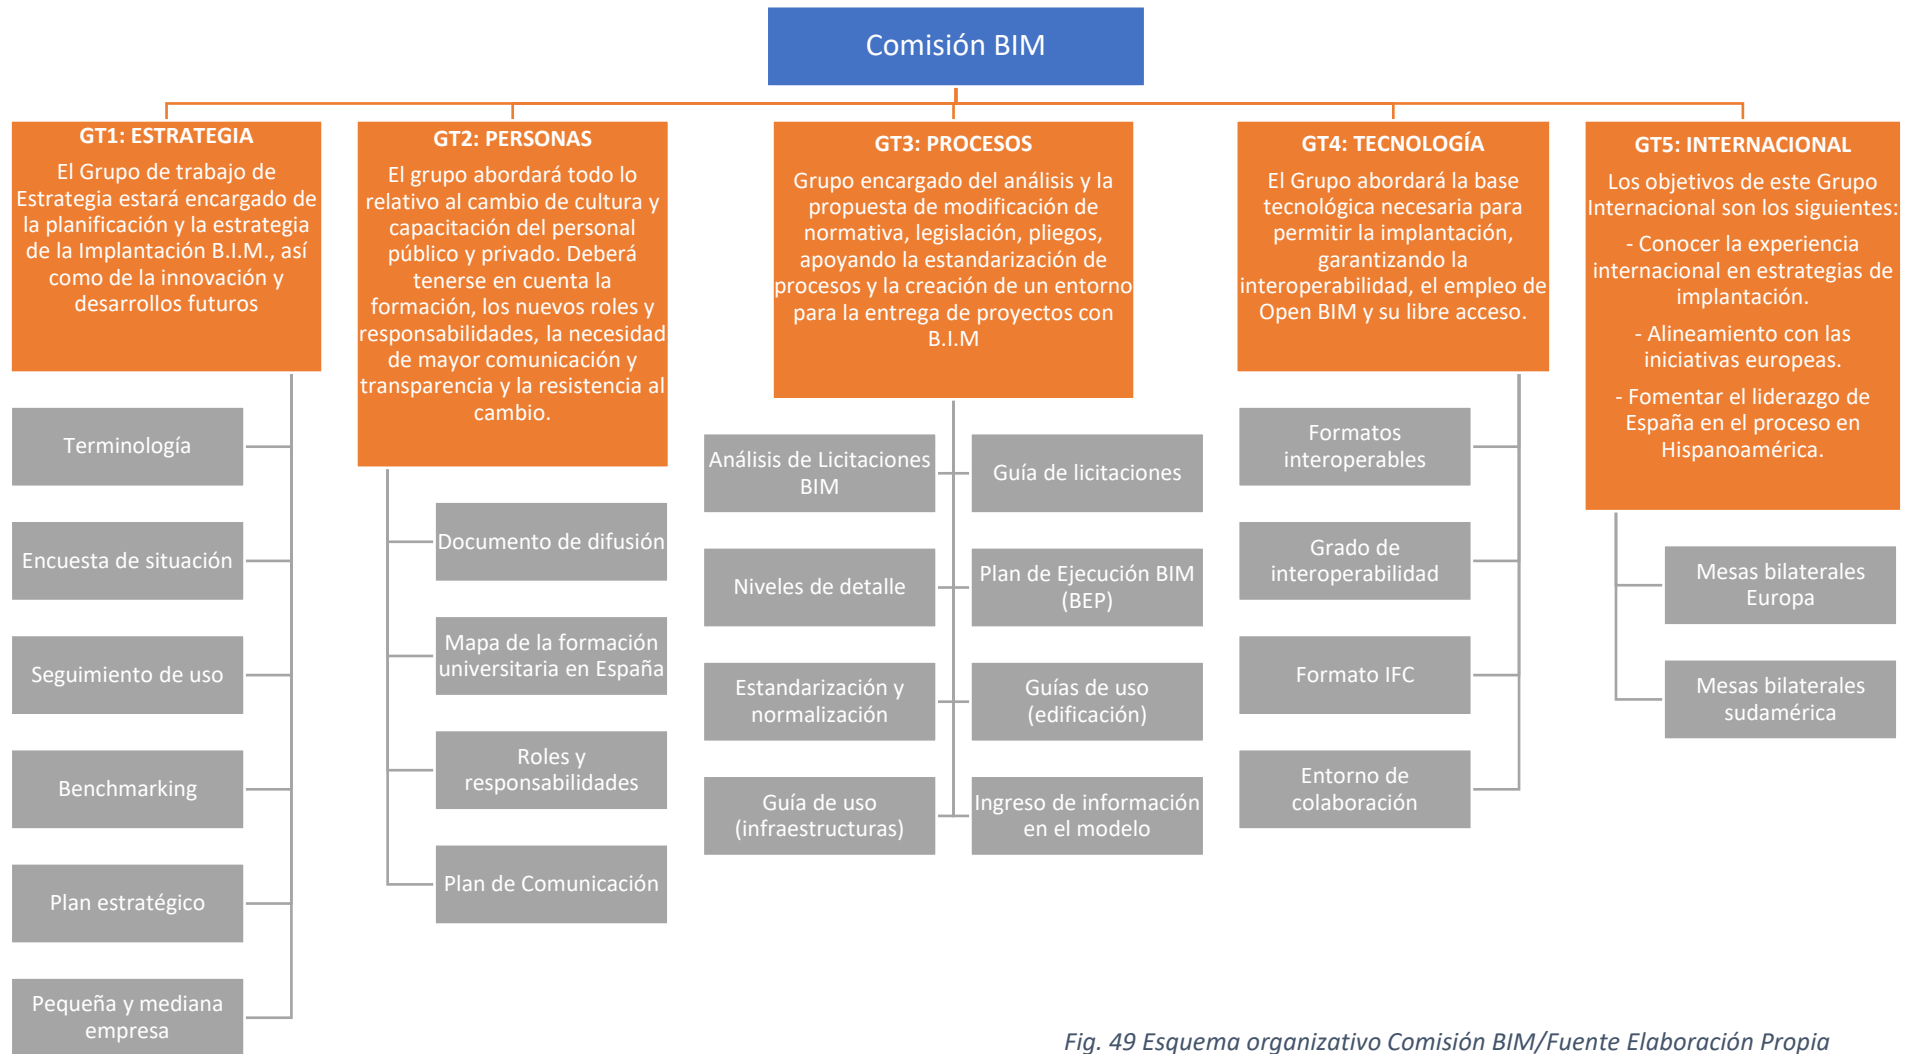 Comisión BIM
GT1: ESTRATEGIA
El Grupo de trabajo de
Estrategia estará encargado de
la planificación y la estrategia
de la Implantación B.I.M., así
como de la innovación y
desarrollos futuros
Terminología
Encuesta de situación
Seguimiento de uso
Benchmarking
Plan estratégico
Pequeña y mediana
empresa
GT2: PERSONAS
El grupo abordará todo lo
relativo al cambio de cultura y
capacitación del personal
público y privado. Deberá
tenerse en cuenta la
formación, los nuevos roles y
responsabilidades, la necesidad
de mayor comunicación y
transparencia y la resistencia al
cambio.
Documento de difusión
Mapa de la formación
universitaria en España
Roles y
responsabilidades
Plan de Comunicación
GT3: PROCESOS
Grupo encargado del análisis y la
propuesta de modificación de
normativa, legislación, pliegos,
apoyando la estandarización de
procesos y la creación de un entorno
para la entrega de proyectos con
B.I.M
Análisis de Licitaciones
BIM
Guía de licitaciones
Niveles de detalle
Plan de Ejecución BIM
(BEP)
Estandarización y
normalización
Guías de uso
(edificación)
Guía de uso
(infraestructuras)
Ingreso de información
en el modelo
GT4: TECNOLOGÍA
El Grupo abordará la base
tecnológica necesaria para
permitir la implantación,
garantizando la
interoperabilidad, el empleo de
Open BIM y su libre acceso.
Formatos
interoperables
Grado de
interoperabilidad
Formato IFC
Entorno de
colaboración
GT5: INTERNACIONAL
Los objetivos de este Grupo
Internacional son los siguientes:
- Conocer la experiencia
internacional en estrategias de
implantación.
- Alineamiento con las
iniciativas europeas.
- Fomentar el liderazgo de
España en el proceso en
Hispanoamérica.
Mesas bilaterales
Europa
Mesas bilaterales
sudamérica
Fig. 49 Esquema organizativo Comisión BIM/Fuente Elaboración Propia